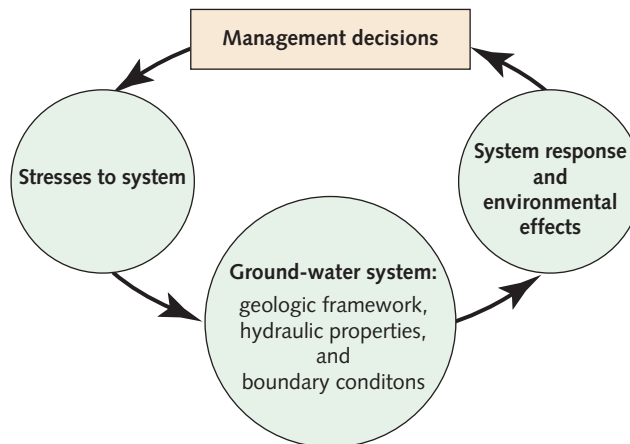 Management decisions
Stresses to system
System response
and
environmental
effects
Ground-water system:
geologic framework,
hydraulic properties,
and
boundary conditons